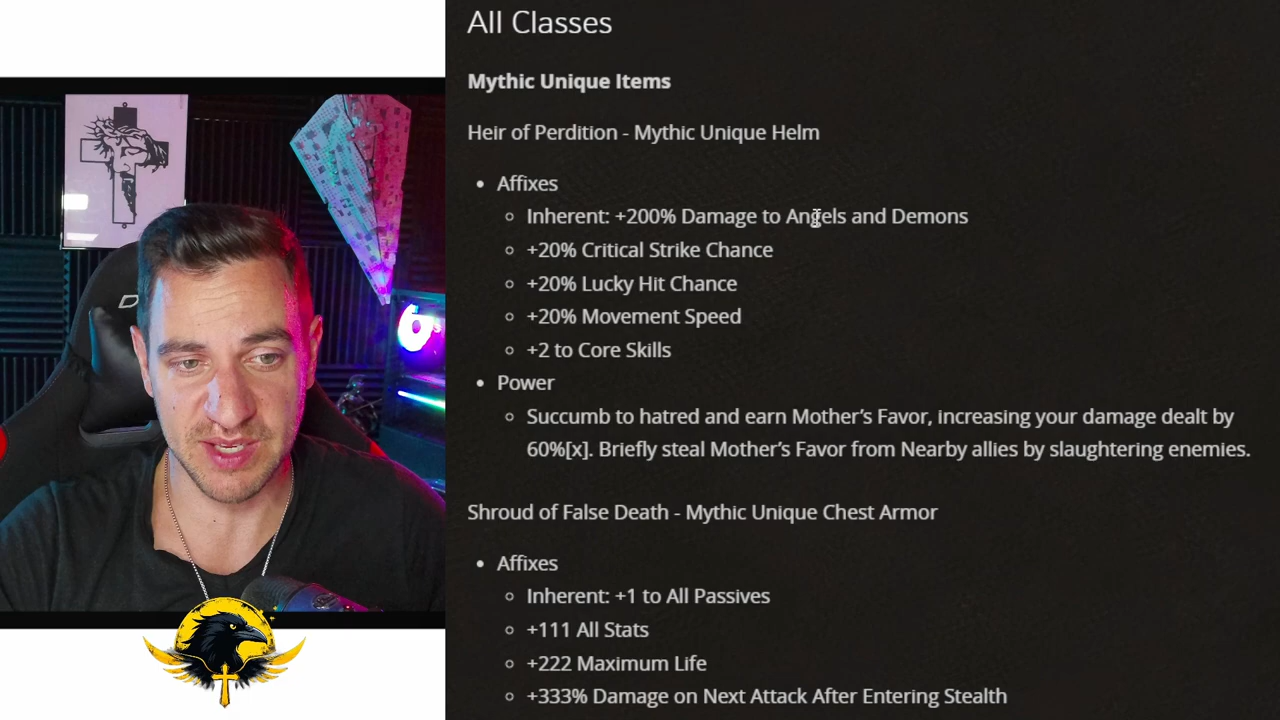 All Classes
Mythic Unique Items
Heir of Perdition - Mythic Unique Helm
Affixes
Inherent: +200% Damage to Angels and Demons
+20% Critical Strike Chance
+20% Lucky Hit Chance
+20% Movement Speed
+2 to Core Skills
Power
Succumb to hatred and earn Mother's Favor, increasing your damage dealt by
60%[x]. Briefly steal Mother's Favor from Nearby allies by slaughtering enemies.
Shroud of False Death - Mythic Unique Chest Armor
Affixes
Inherent: +1 to All Passives
+111 All Stats
+222 Maximum Life
+333% Damage on Next Attack After Entering Stealth